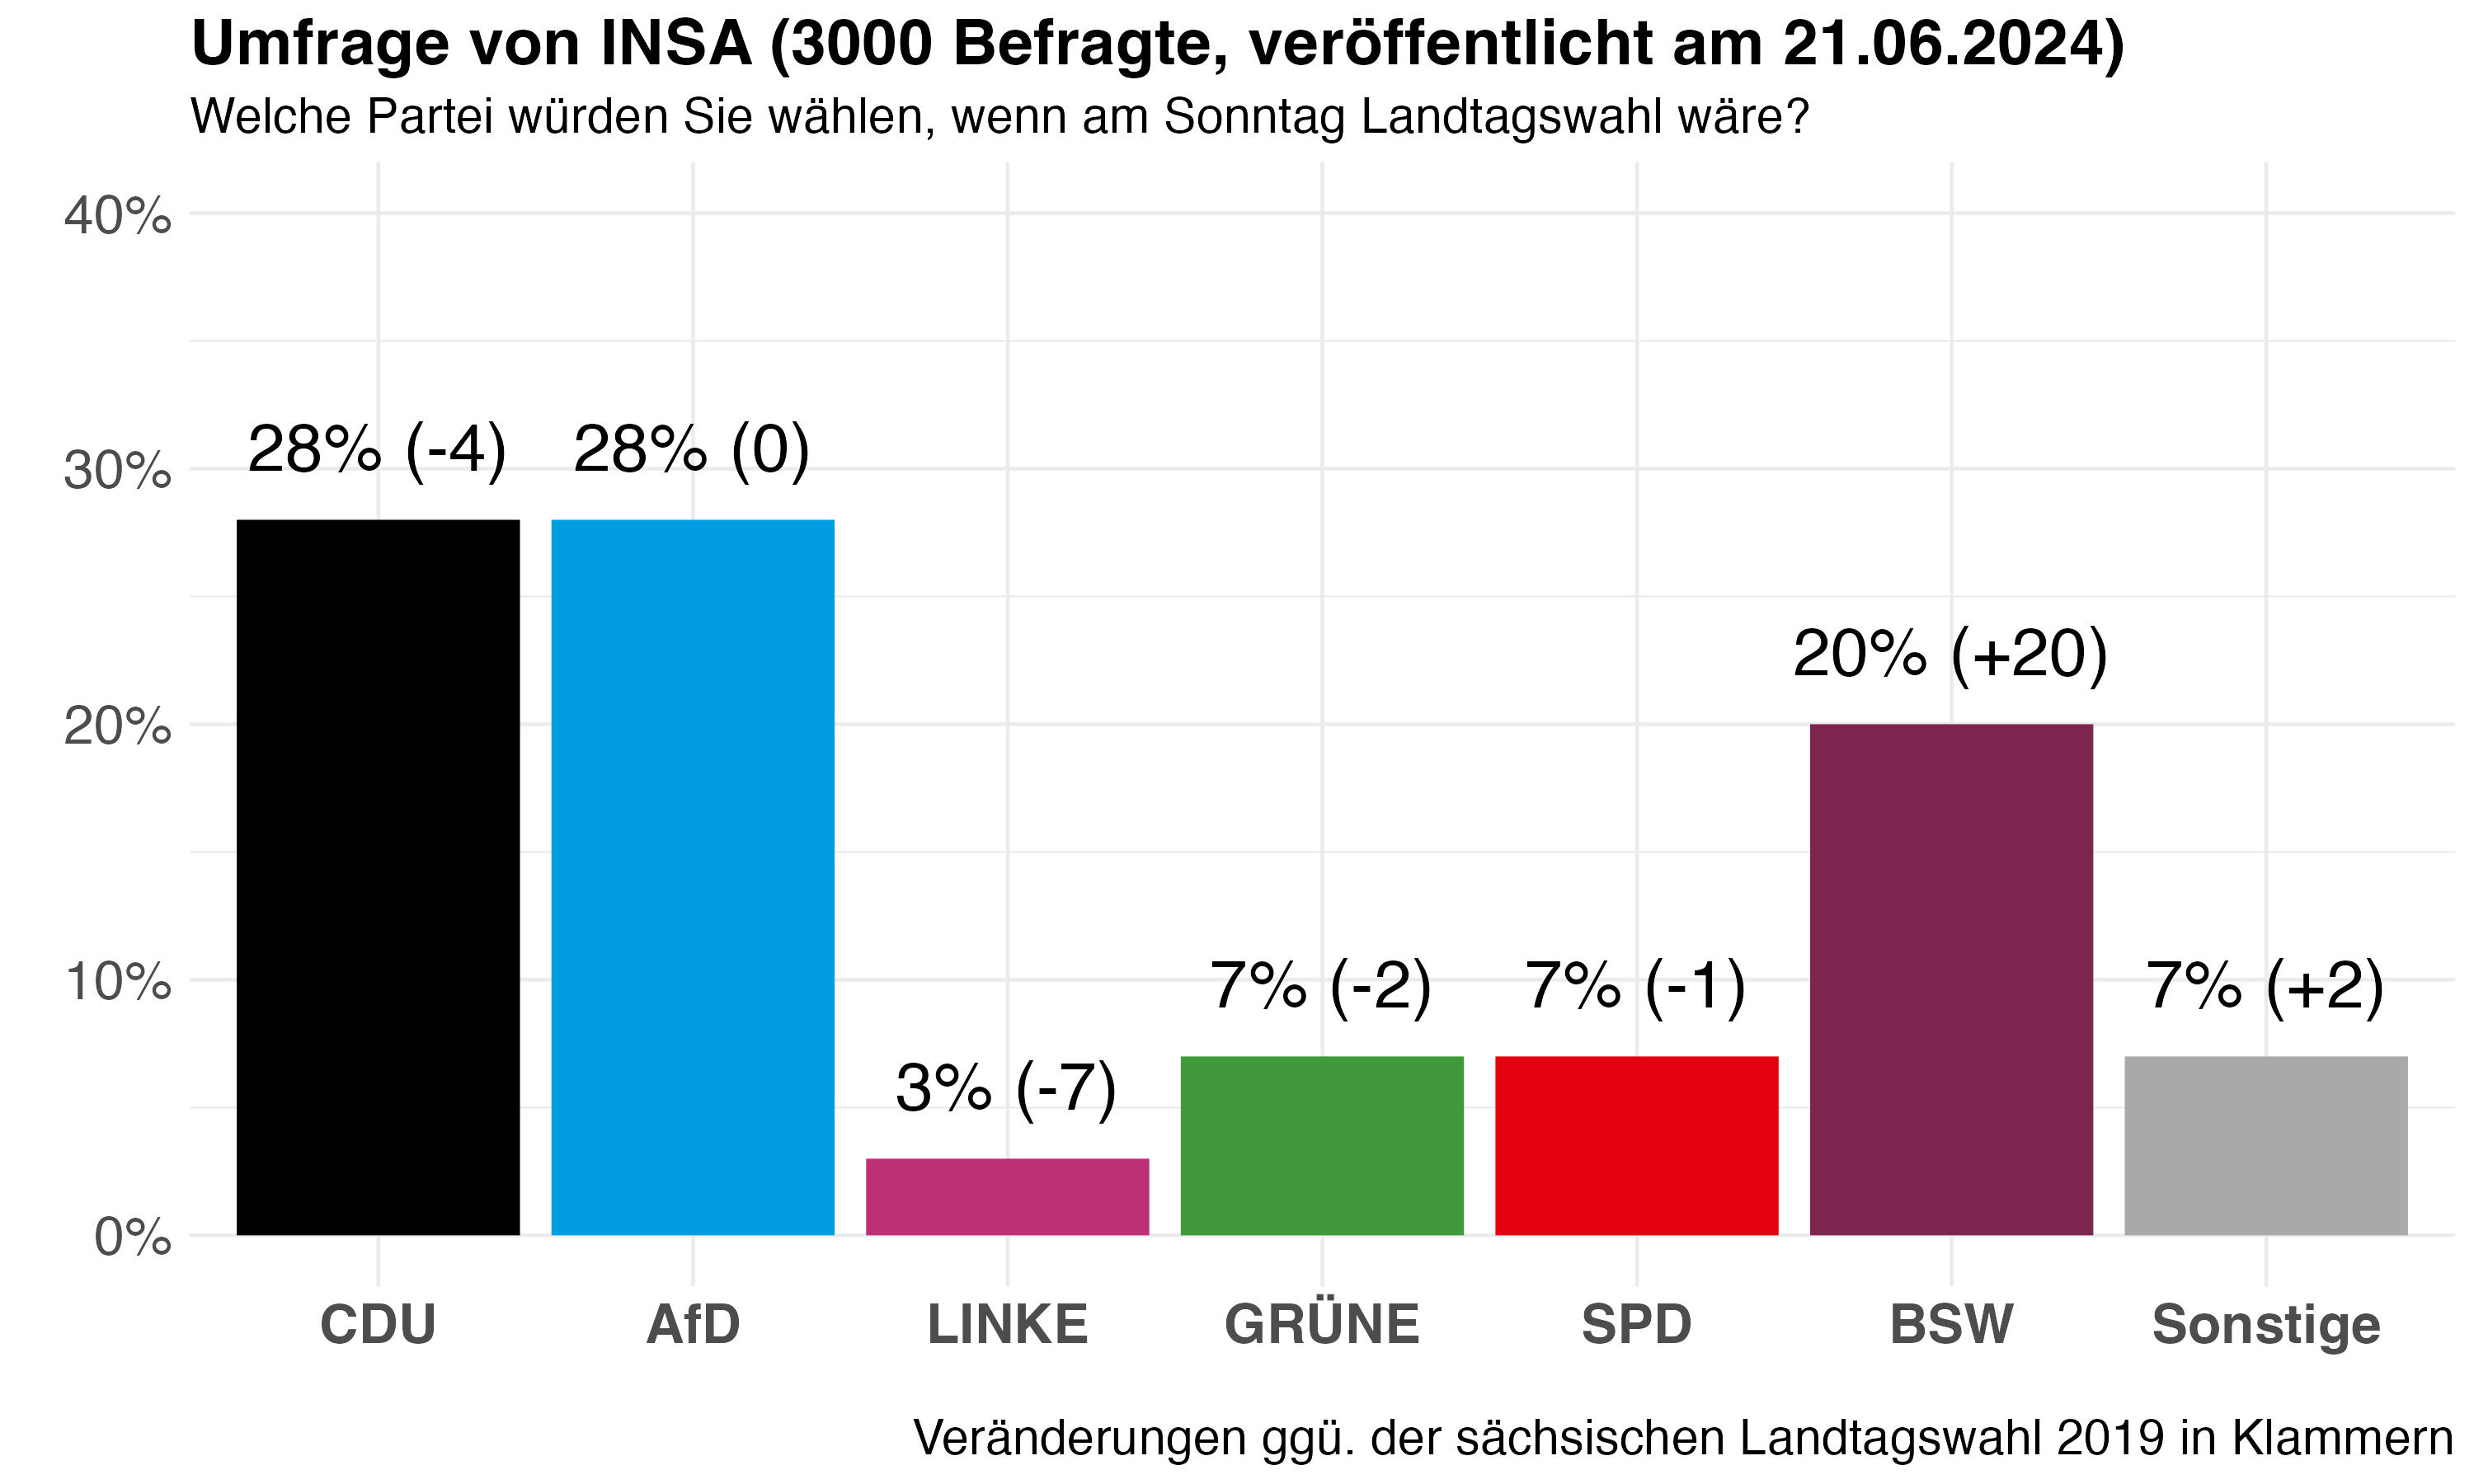 Umfrage von INSA (3000 Befragte, veröffentlicht am 21.06.2024)
Welche Partei würden Sie wählen, wenn am Sonntag Landtagswahl wäre?
40%
30%
20%
10%
0%
28% (-4)
28% (0)
3% (-7)
7% (-2)
7% (-1)
20% (+20)
7% (+2)
CDU
AfD
LINKE
GRÜNE
SPD
BSW
Sonstige
Veränderungen ggü. der sächsischen Landtagswahl 2019 in Klammern